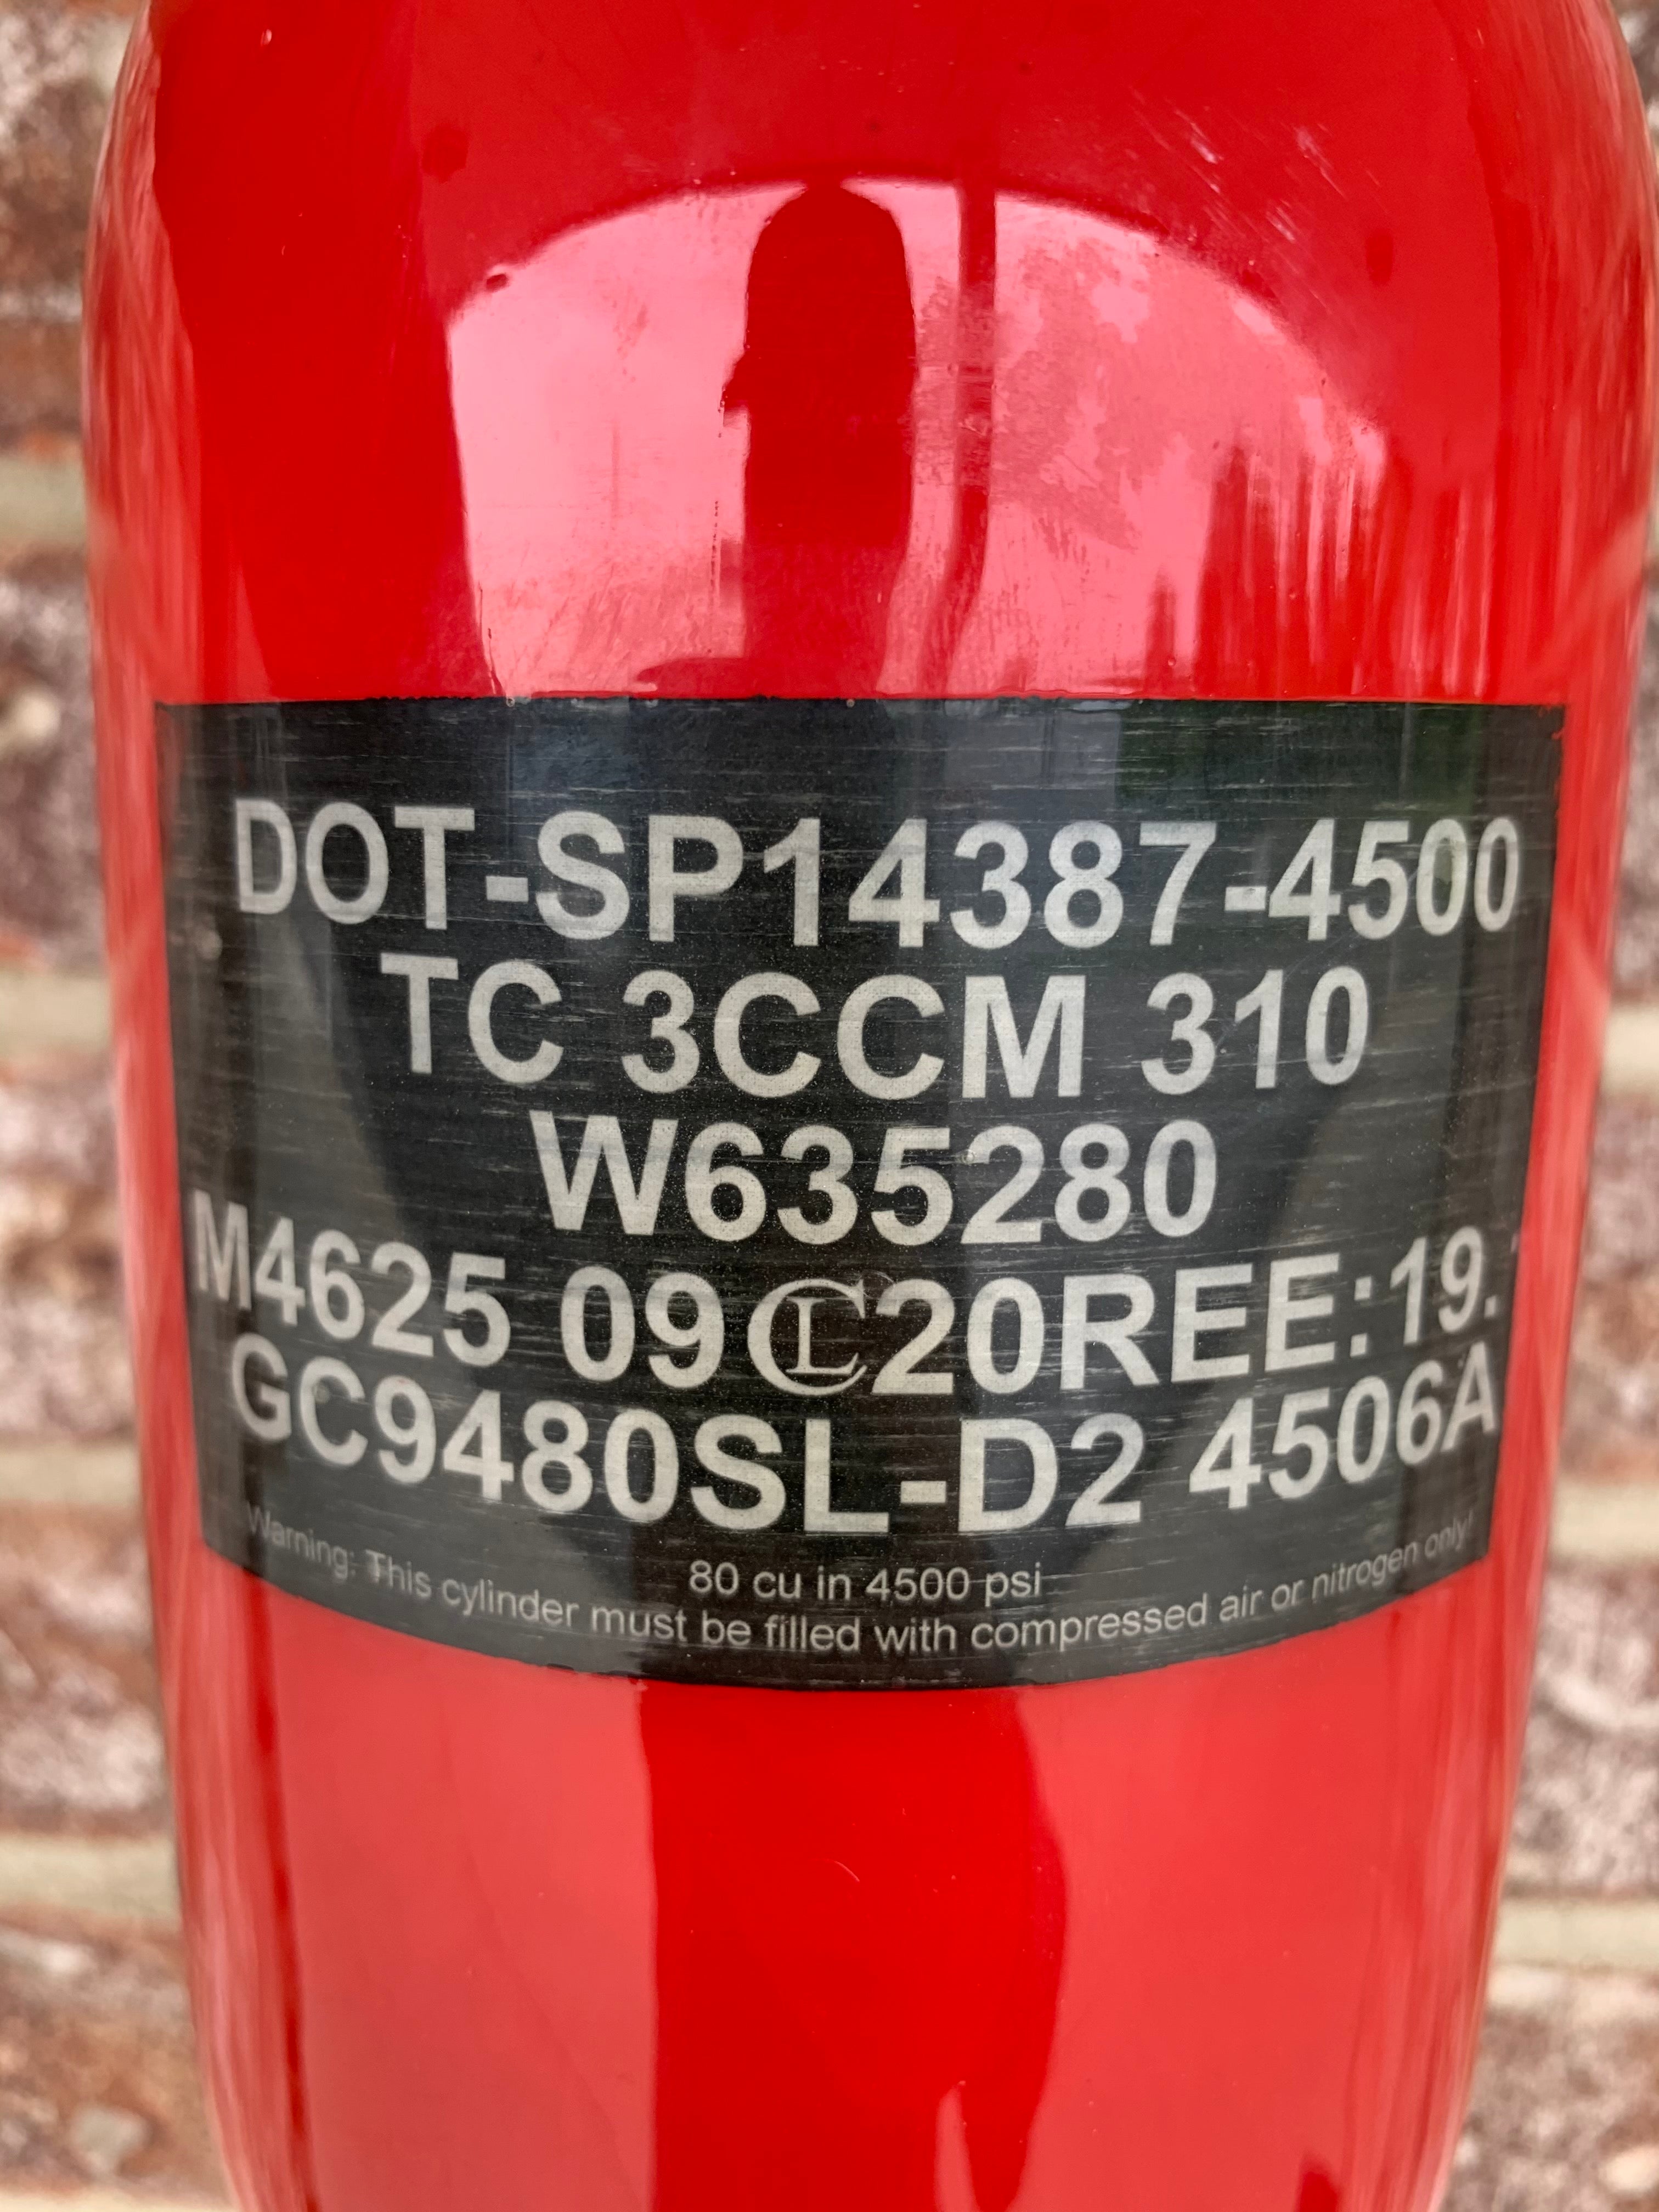 DOT-SP14387-4500
TC 3CCM 310
W635280
M4625 09 CL 20REE:19.
GC9480SL-D2 4506A
80 cu in 4500 psi
Warning: This cylinder must be filled with compressed air or nitrogen only!